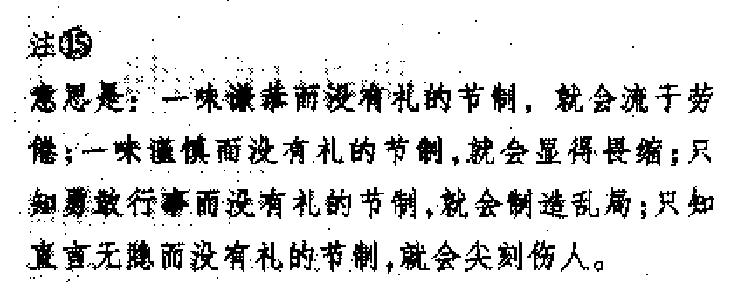 注⑮
意思是：一味谦恭而没有礼的节制，就会流于劳
倦；一味谨慎而没有礼的节制，就会显得畏缩；只
知勇敢行事而没有礼的节制，就会制造乱局；只知
直言无隐而没有礼的节制，就会尖刻伤人。